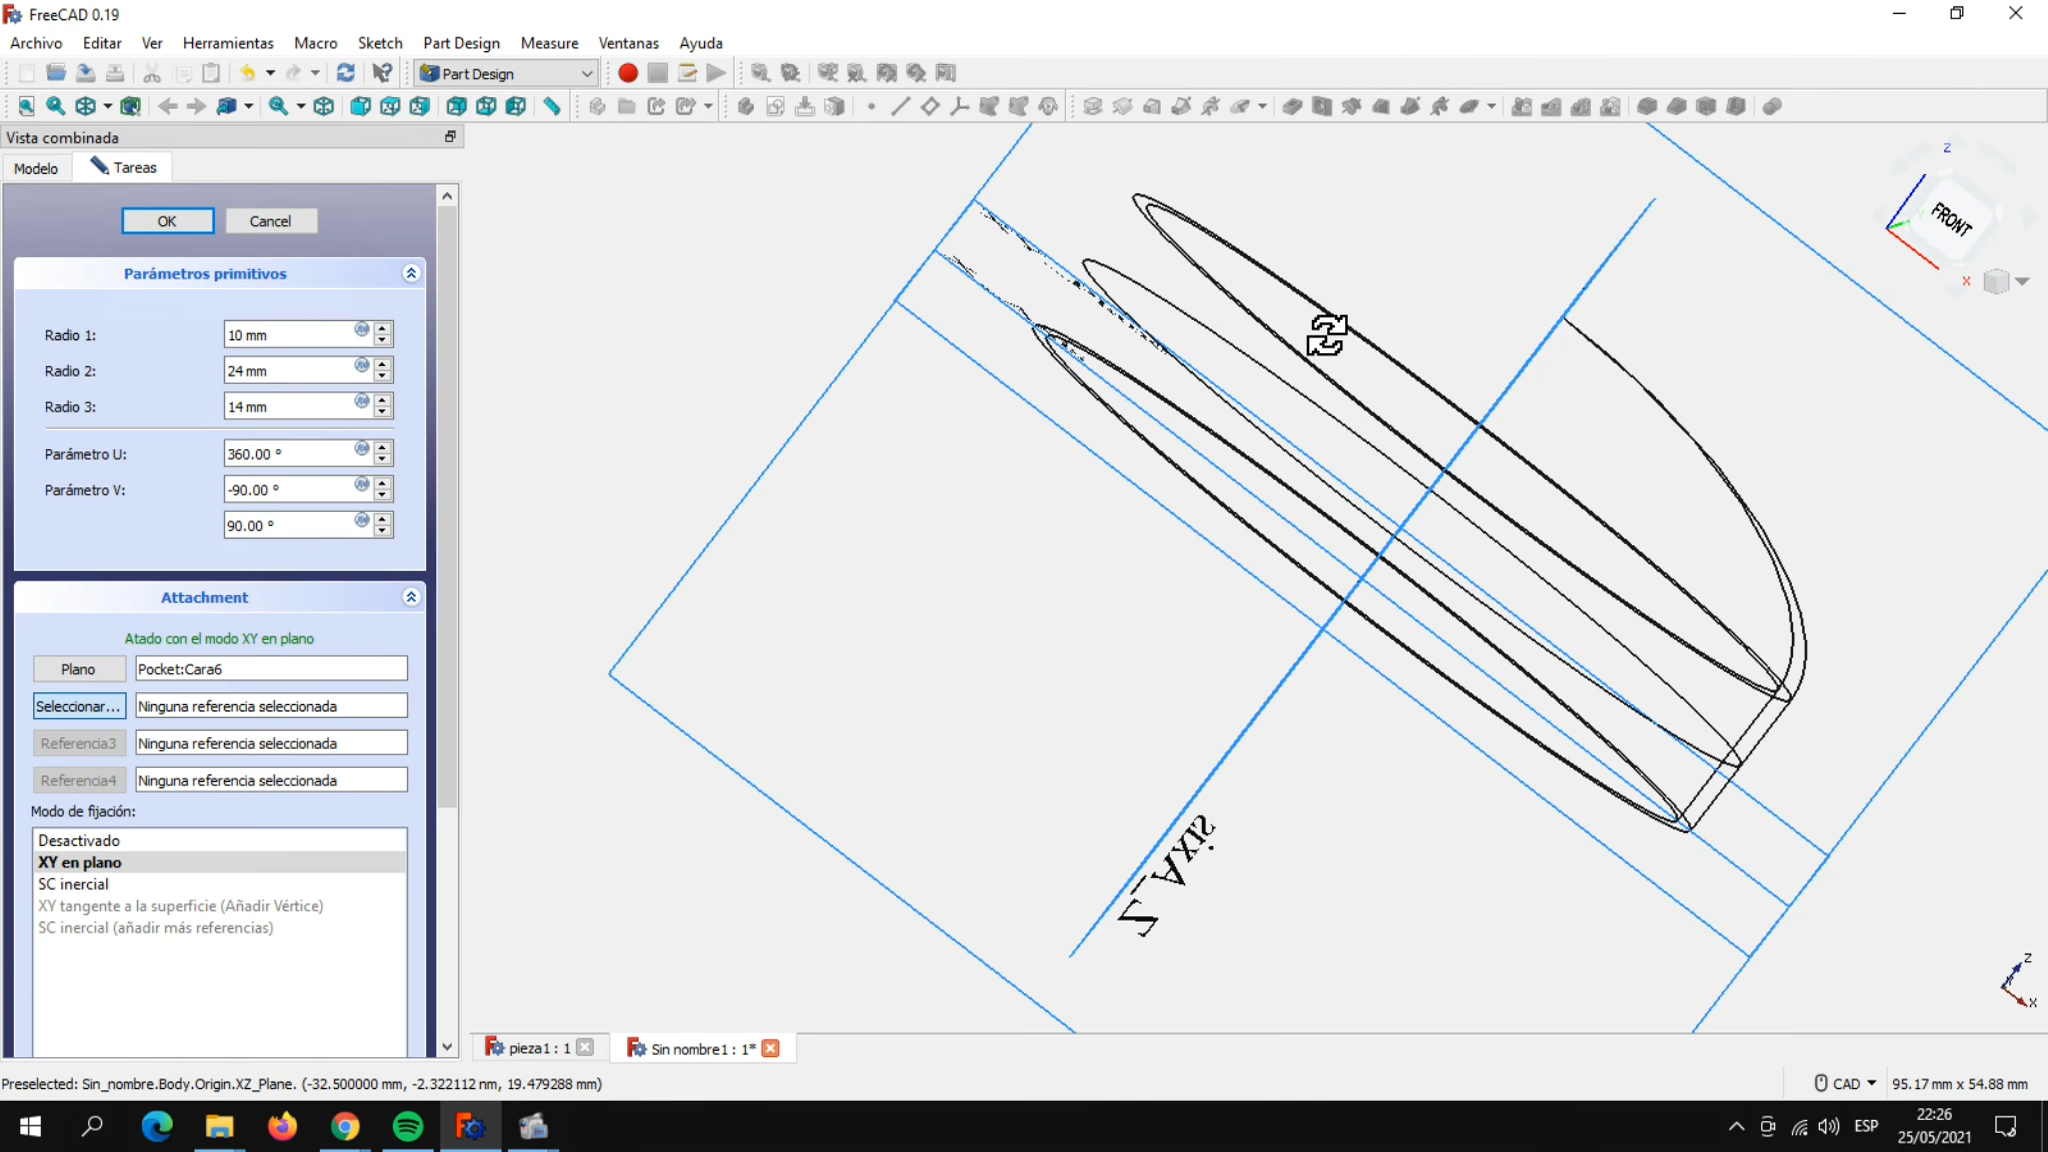 FreeCAD 0.19
Archivo Editar Ver Herramientas Macro Sketch Part Design Measure Ventanas Ayuda
Part Design
Vista combinada
Modelo Tareas
OK Cancel
Parámetros primitivos
Radio 1: 10 mm
Radio 2: 24 mm
Radio 3: 14 mm
Parámetro U: 360.00 °
Parámetro V: -90.00 °
90.00 °
Attachment
Atado con el modo XY en plano
Plano Pocket:Cara6
Seleccionar... Ninguna referencia seleccionada
Referencia3 Ninguna referencia seleccionada
Referencia4 Ninguna referencia seleccionada
Modo de fijación:
Desactivado
XY en plano
SC inercial
XY tangente a la superficie (Añadir Vértice)
SC inercial (añadir más referencias)
Z
FRONT
X
Z_Axis
Z
X
pieza1 : 1 Sin nombre1 : 1*
Preselected: Sin_nombre.Body.Origin.XZ_Plane. (-32.500000 mm, -2.322112 nm, 19.479288 mm)
CAD 95.17 mm x 54.88 mm
ESP
22:26
25/05/2021